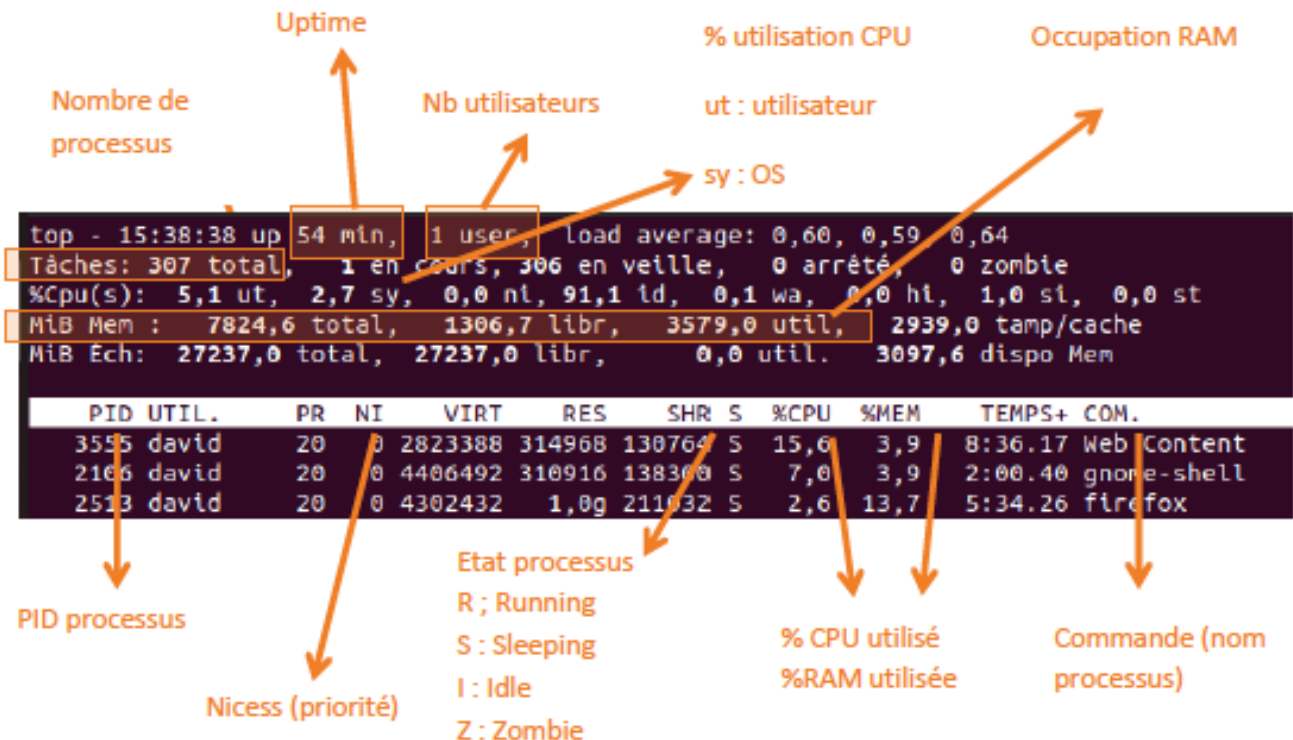 Uptime
% utilisation CPU
Occupation RAM
Nombre de
processus
Nb utilisateurs
ut : utilisateur
sy : OS
top - 15:38:38 up 54 min, 1 user, load average: 0,60, 0,59, 0,64
Tâches: 307 total, 1 en cours, 306 en veille, 0 arrêté, 0 zombie
%Cpu(s): 5,1 ut, 2,7 sy, 0,0 ni, 91,1 id, 0,1 wa, 0,0 hi, 1,0 si, 0,0 st
MiB Mem : 7824,6 total, 1306,7 libr, 3579,0 util, 2939,0 tamp/cache
MiB Éch: 27237,0 total, 27237,0 libr, 0,0 util. 3097,6 dispo Mem
PID UTIL. PR NI VIRT RES SHR S %CPU %MEM TEMPS+ COM.
3555 david 20 0 2823388 314968 130764 S 15,6 3,9 8:36.17 Web Content
2106 david 20 0 4406492 310916 138300 S 7,0 3,9 2:00.40 gnome-shell
2513 david 20 0 4302432 1,0g 211032 S 2,6 13,7 5:34.26 firefox
PID processus
Nicess (priorité)
Etat processus
R ; Running
S : Sleeping
I : Idle
Z : Zombie
% CPU utilisé
%RAM utilisée
Commande (nom
processus)